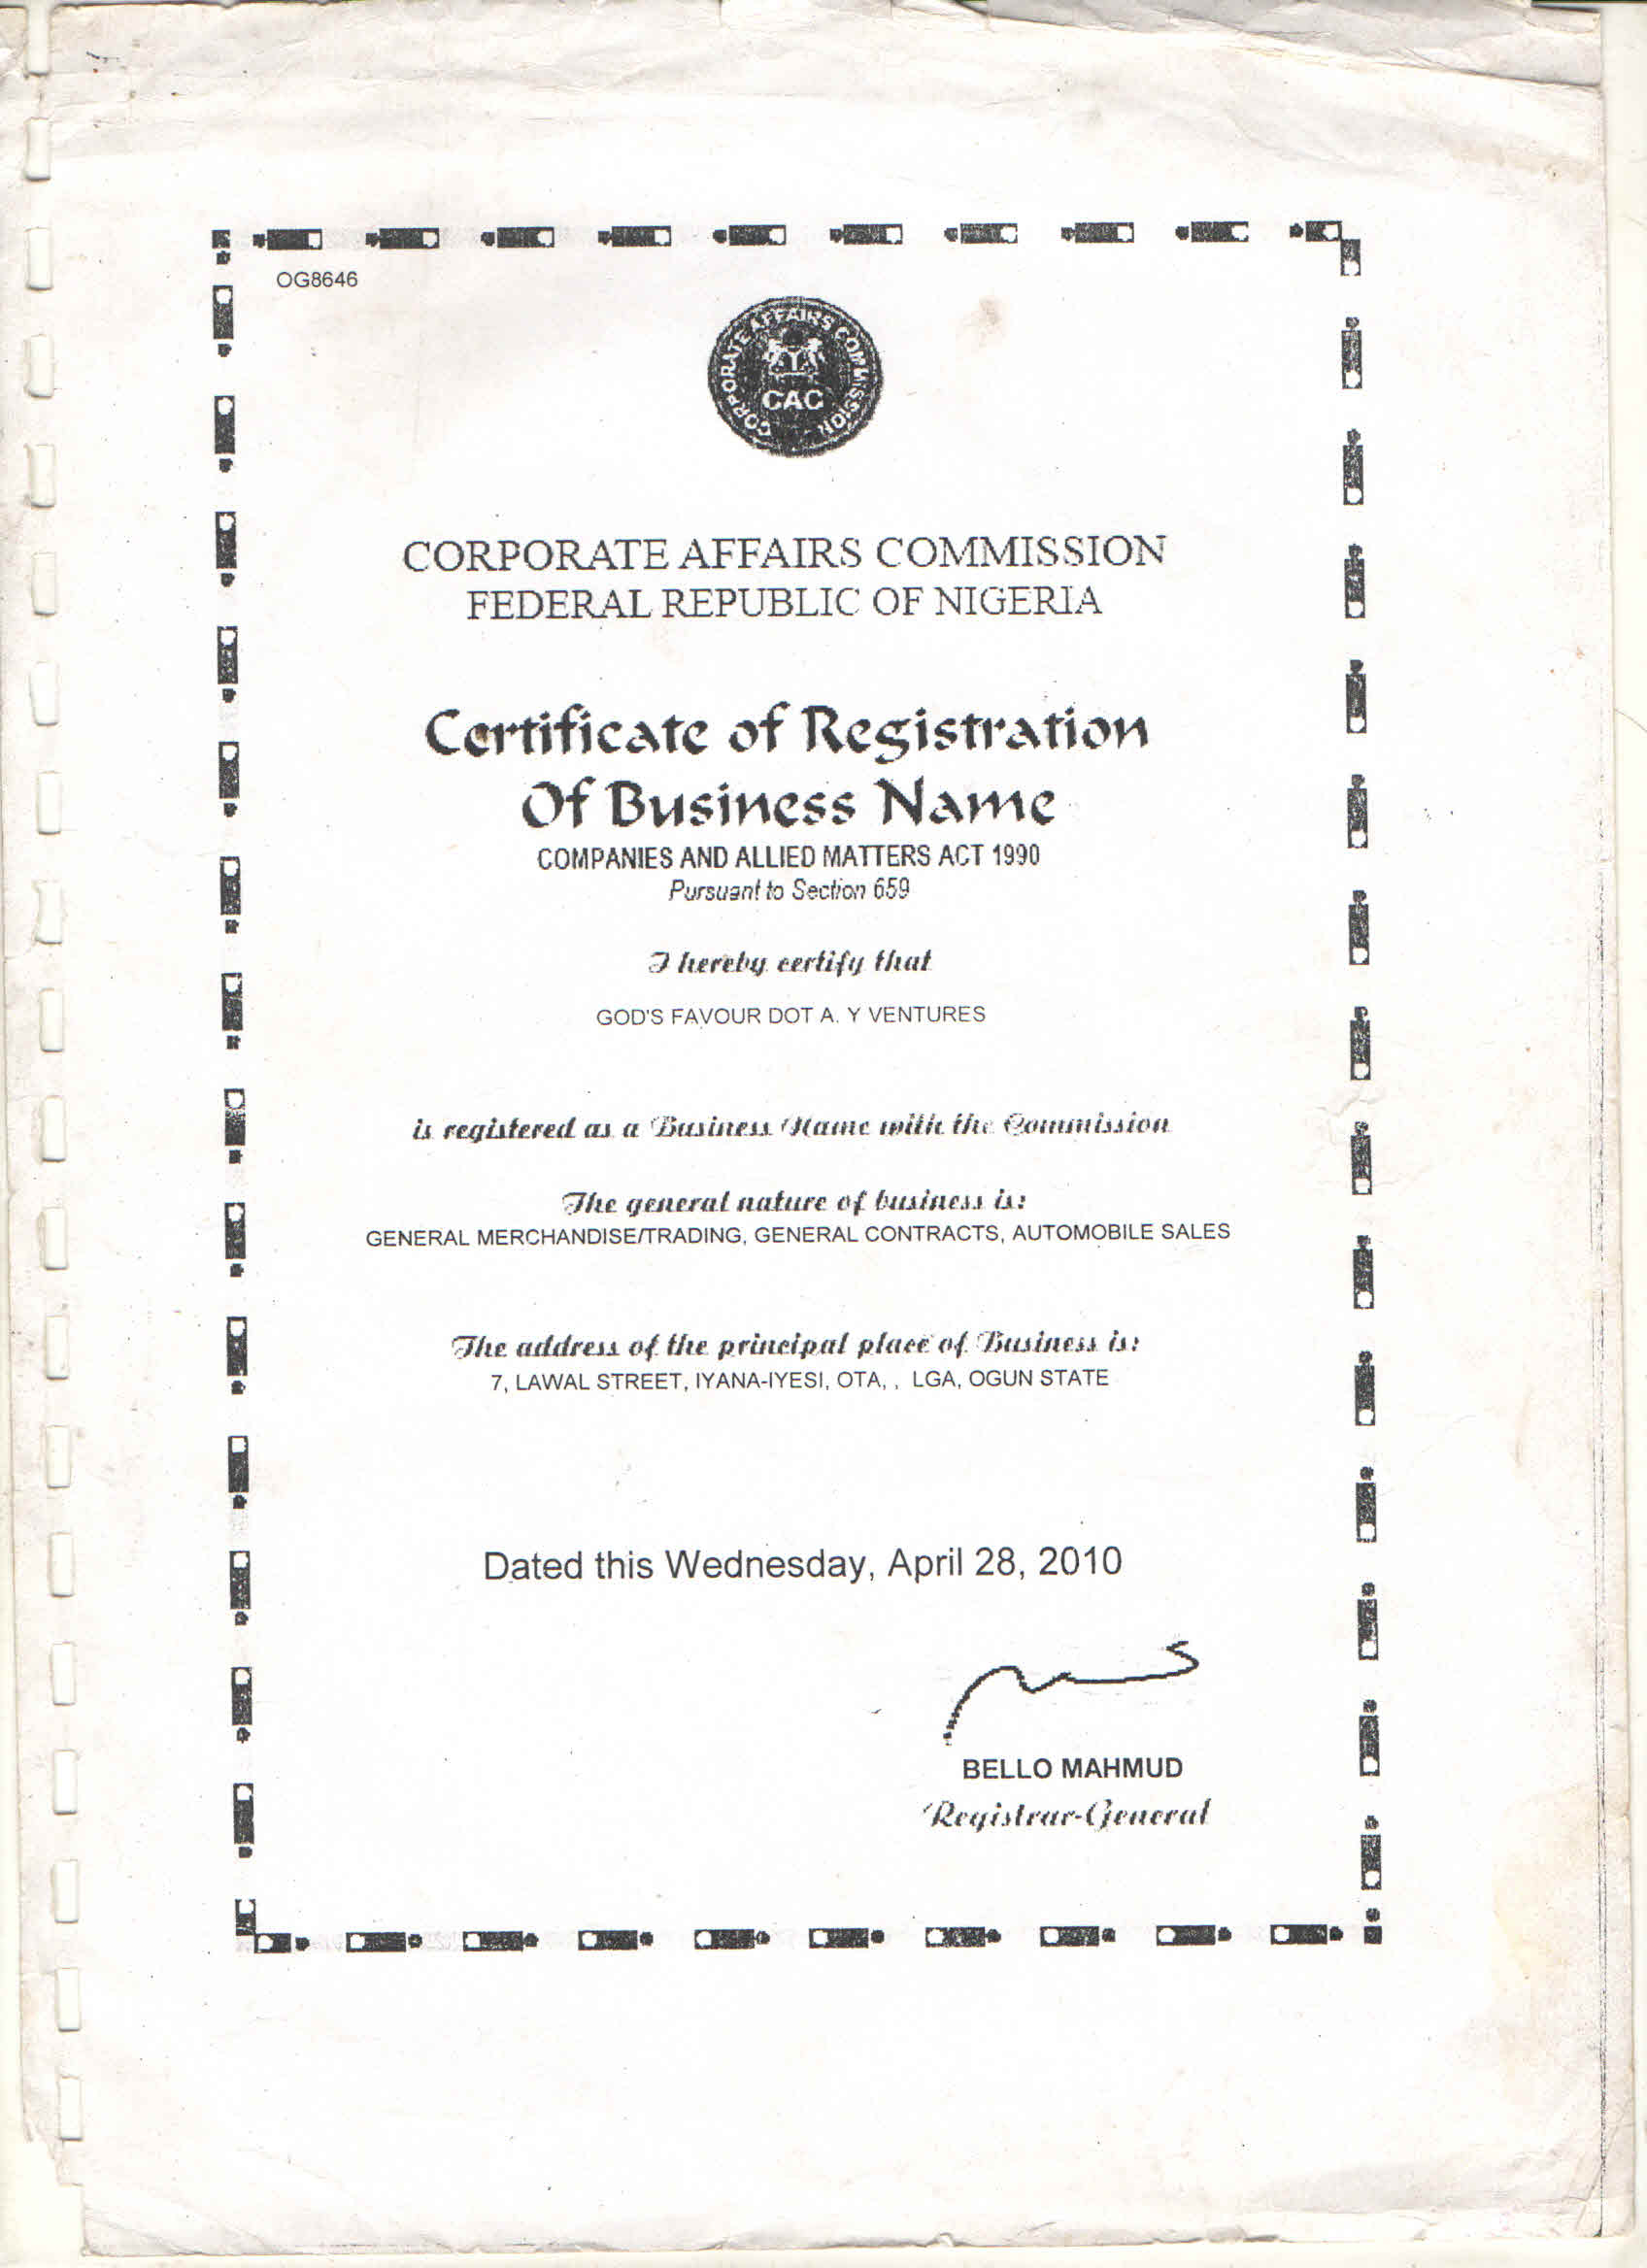 OG8646
CORPORATE AFFAIRS COMMISSION
CAC
CORPORATE AFFAIRS COMMISSION
FEDERAL REPUBLIC OF NIGERIA
Certificate of Registration
Of Business Name
COMPANIES AND ALLIED MATTERS ACT 1990
Pursuant to Section 659
I hereby certify that
GOD'S FAVOUR DOT A. Y VENTURES
is registered as a Business Name with the Commission
The general nature of business is:
GENERAL MERCHANDISE/TRADING, GENERAL CONTRACTS, AUTOMOBILE SALES
The address of the principal place of Business is:
7, LAWAL STREET, IYANA-IYESI, OTA, , LGA, OGUN STATE
Dated this Wednesday, April 28, 2010
BELLO MAHMUD
Registrar-General